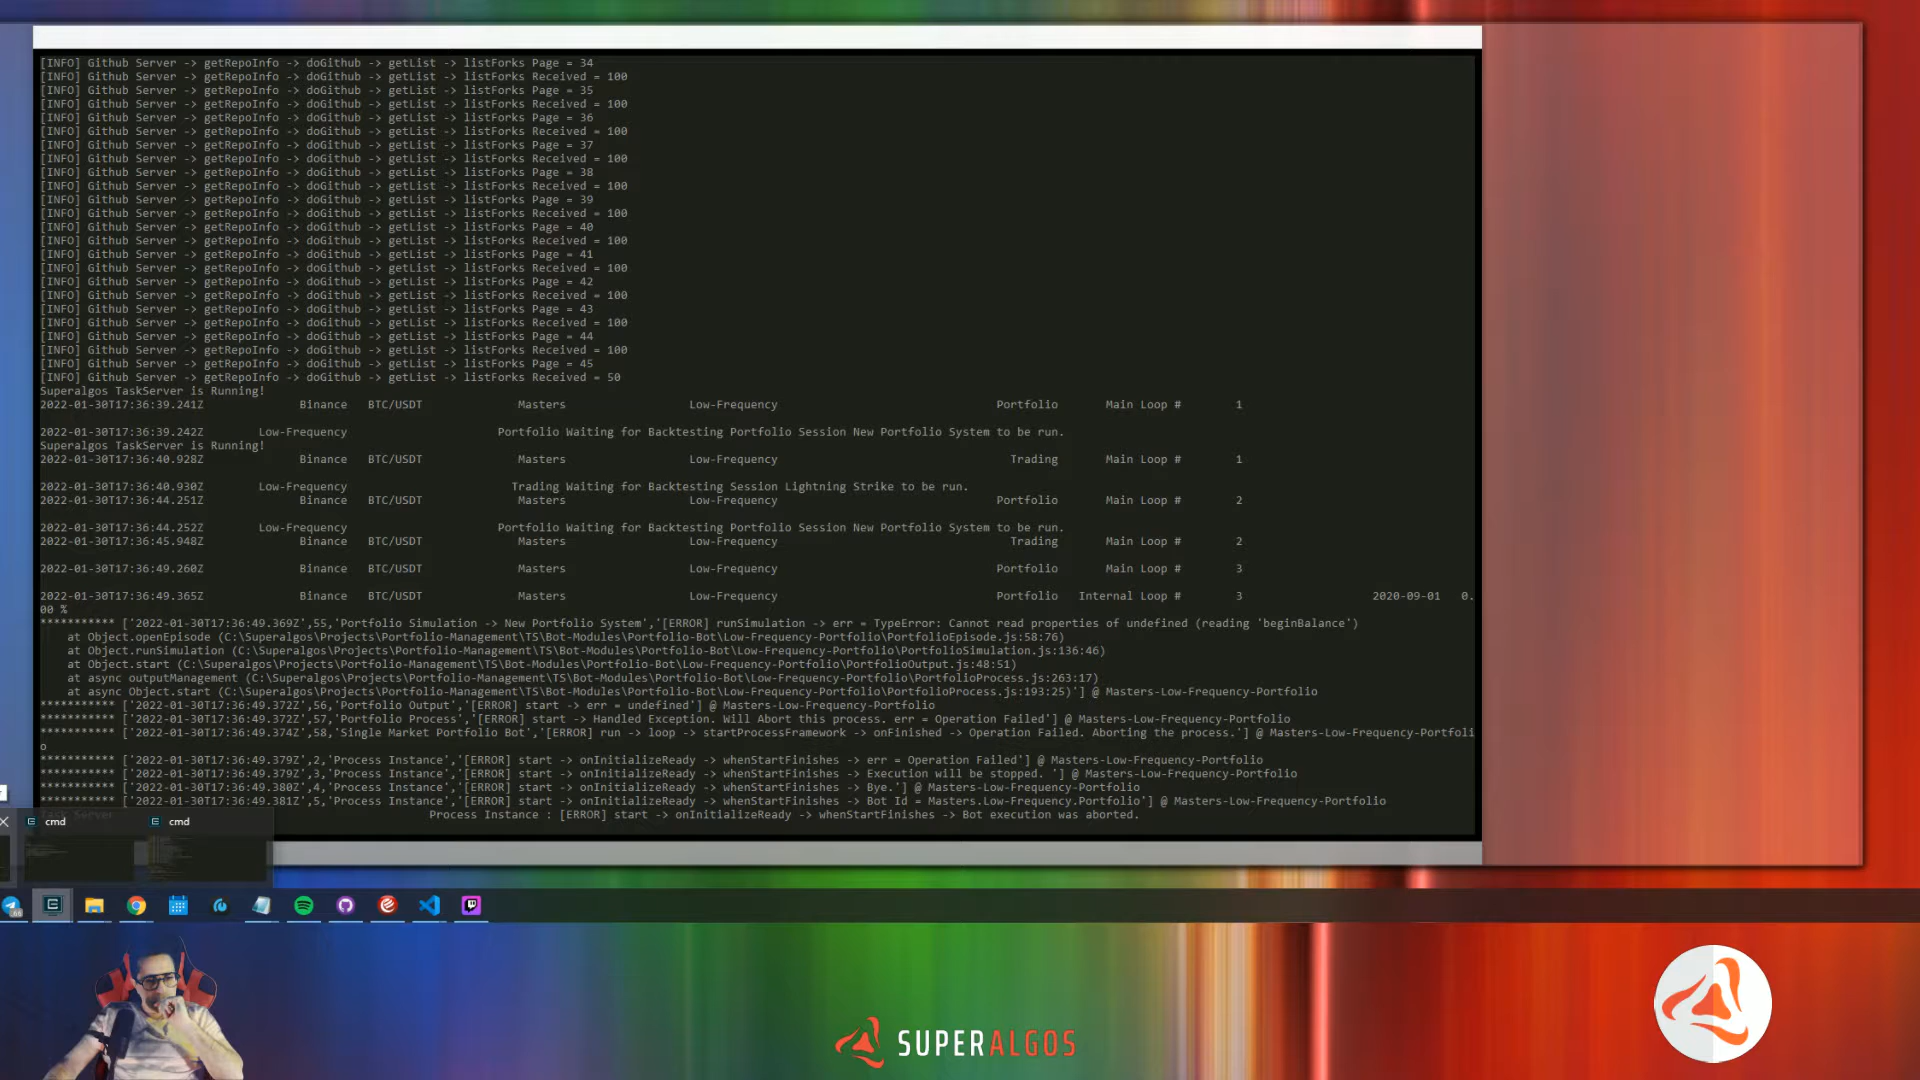 [INFO] Github Server -> getRepoInfo -> doGithub -> getList -> listForks Page = 34
[INFO] Github Server -> getRepoInfo -> doGithub -> getList -> listForks Received = 100
[INFO] Github Server -> getRepoInfo -> doGithub -> getList -> listForks Page = 35
[INFO] Github Server -> getRepoInfo -> doGithub -> getList -> listForks Received = 100
[INFO] Github Server -> getRepoInfo -> doGithub -> getList -> listForks Page = 36
[INFO] Github Server -> getRepoInfo -> doGithub -> getList -> listForks Received = 100
[INFO] Github Server -> getRepoInfo -> doGithub -> getList -> listForks Page = 37
[INFO] Github Server -> getRepoInfo -> doGithub -> getList -> listForks Received = 100
[INFO] Github Server -> getRepoInfo -> doGithub -> getList -> listForks Page = 38
[INFO] Github Server -> getRepoInfo -> doGithub -> getList -> listForks Received = 100
[INFO] Github Server -> getRepoInfo -> doGithub -> getList -> listForks Page = 39
[INFO] Github Server -> getRepoInfo -> doGithub -> getList -> listForks Received = 100
[INFO] Github Server -> getRepoInfo -> doGithub -> getList -> listForks Page = 40
[INFO] Github Server -> getRepoInfo -> doGithub -> getList -> listForks Received = 100
[INFO] Github Server -> getRepoInfo -> doGithub -> getList -> listForks Page = 41
[INFO] Github Server -> getRepoInfo -> doGithub -> getList -> listForks Received = 100
[INFO] Github Server -> getRepoInfo -> doGithub -> getList -> listForks Page = 42
[INFO] Github Server -> getRepoInfo -> doGithub -> getList -> listForks Received = 100
[INFO] Github Server -> getRepoInfo -> doGithub -> getList -> listForks Page = 43
[INFO] Github Server -> getRepoInfo -> doGithub -> getList -> listForks Received = 100
[INFO] Github Server -> getRepoInfo -> doGithub -> getList -> listForks Page = 44
[INFO] Github Server -> getRepoInfo -> doGithub -> getList -> listForks Received = 100
[INFO] Github Server -> getRepoInfo -> doGithub -> getList -> listForks Page = 45
[INFO] Github Server -> getRepoInfo -> doGithub -> getList -> listForks Received = 50
Superalgos TaskServer is Running!
2022-01-30T17:36:39.241Z Binance BTC/USDT Masters Low-Frequency Portfolio Main Loop # 1
2022-01-30T17:36:39.242Z Low-Frequency Portfolio Waiting for Backtesting Portfolio Session New Portfolio System to be run.
Superalgos TaskServer is Running!
2022-01-30T17:36:40.928Z Binance BTC/USDT Masters Low-Frequency Trading Main Loop # 1
2022-01-30T17:36:40.930Z Low-Frequency Trading Waiting for Backtesting Session Lightning Strike to be run.
2022-01-30T17:36:44.251Z Binance BTC/USDT Masters Low-Frequency Portfolio Main Loop # 2
2022-01-30T17:36:44.252Z Low-Frequency Portfolio Waiting for Backtesting Portfolio Session New Portfolio System to be run.
2022-01-30T17:36:45.948Z Binance BTC/USDT Masters Low-Frequency Trading Main Loop # 2
2022-01-30T17:36:49.260Z Binance BTC/USDT Masters Low-Frequency Portfolio Main Loop # 3
2022-01-30T17:36:49.365Z Binance BTC/USDT Masters Low-Frequency Portfolio Internal Loop # 3 2020-09-01 0.
00 %
*********** ['2022-01-30T17:36:49.369Z',55,'Portfolio Simulation -> New Portfolio System','[ERROR] runSimulation -> err = TypeError: Cannot read properties of undefined (reading 'beginBalance')
at Object.openEpisode (C:\Superalgos\Projects\Portfolio-Management\TS\Bot-Modules\Portfolio-Bot\Low-Frequency-Portfolio\PortfolioEpisode.js:58:76)
at Object.runSimulation (C:\Superalgos\Projects\Portfolio-Management\TS\Bot-Modules\Portfolio-Bot\Low-Frequency-Portfolio\PortfolioSimulation.js:136:46)
at Object.start (C:\Superalgos\Projects\Portfolio-Management\TS\Bot-Modules\Portfolio-Bot\Low-Frequency-Portfolio\PortfolioOutput.js:48:51)
at async outputManagement (C:\Superalgos\Projects\Portfolio-Management\TS\Bot-Modules\Portfolio-Bot\Low-Frequency-Portfolio\PortfolioProcess.js:263:17)
at async Object.start (C:\Superalgos\Projects\Portfolio-Management\TS\Bot-Modules\Portfolio-Bot\Low-Frequency-Portfolio\PortfolioProcess.js:193:25)'] @ Masters-Low-Frequency-Portfolio
*********** ['2022-01-30T17:36:49.372Z',56,'Portfolio Output','[ERROR] start -> err = undefined'] @ Masters-Low-Frequency-Portfolio
*********** ['2022-01-30T17:36:49.372Z',57,'Portfolio Process','[ERROR] start -> Handled Exception. Will Abort this process. err = Operation Failed'] @ Masters-Low-Frequency-Portfolio
*********** ['2022-01-30T17:36:49.374Z',58,'Single Market Portfolio Bot','[ERROR] run -> loop -> startProcessFramework -> onFinished -> Operation Failed. Aborting the process.'] @ Masters-Low-Frequency-Portfoli
o
*********** ['2022-01-30T17:36:49.379Z',2,'Process Instance','[ERROR] start -> onInitializeReady -> whenStartFinishes -> err = Operation Failed'] @ Masters-Low-Frequency-Portfolio
*********** ['2022-01-30T17:36:49.379Z',3,'Process Instance','[ERROR] start -> onInitializeReady -> whenStartFinishes -> Execution will be stopped. '] @ Masters-Low-Frequency-Portfolio
*********** ['2022-01-30T17:36:49.380Z',4,'Process Instance','[ERROR] start -> onInitializeReady -> whenStartFinishes -> Bye.'] @ Masters-Low-Frequency-Portfolio
*********** ['2022-01-30T17:36:49.381Z',5,'Process Instance','[ERROR] start -> onInitializeReady -> whenStartFinishes -> Bot Id = Masters.Low-Frequency.Portfolio'] @ Masters-Low-Frequency-Portfolio
Task Server Process Instance : [ERROR] start -> onInitializeReady -> whenStartFinishes -> Bot execution was aborted.
cmd cmd
SUPERALGOS